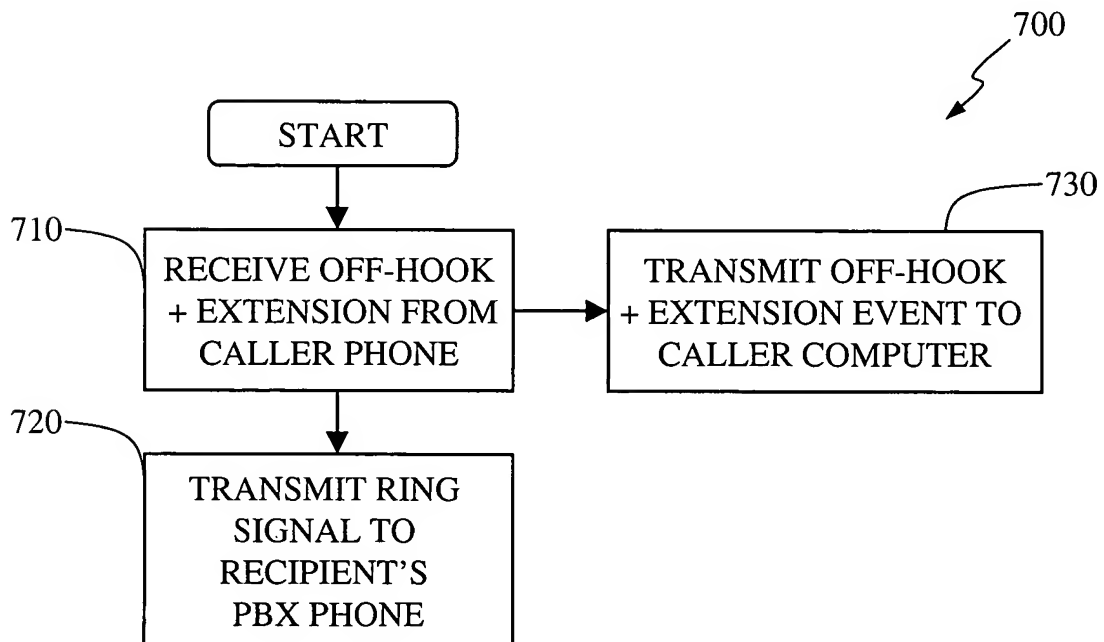 700
START
730
710
RECEIVE OFF-HOOK
+ EXTENSION FROM
CALLER PHONE
TRANSMIT OFF-HOOK
+ EXTENSION EVENT TO
CALLER COMPUTER
720
TRANSMIT RING
SIGNAL TO
RECIPIENT'S
PBX PHONE